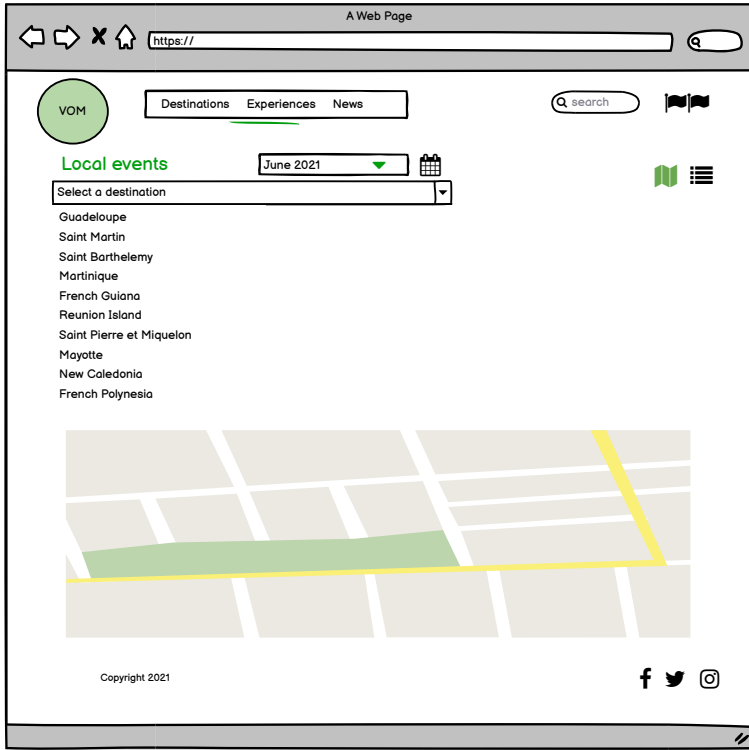 A Web Page
https://
VOM
Destinations Experiences News
search
Local events
June 2021
Select a destination
Guadeloupe
Saint Martin
Saint Barthelemy
Martinique
French Guiana
Reunion Island
Saint Pierre et Miquelon
Mayotte
New Caledonia
French Polynesia
Copyright 2021